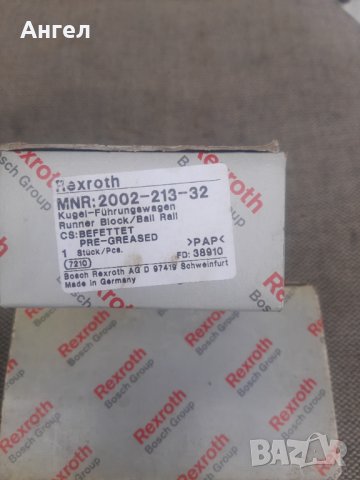 Ангел
Rexroth
MNR: 2002-213-32
Kugel-Führungswagen
Runner Block/Ball Rail
CS: BEFETTET
PRE-GREASED >PAP<
1 Stück/Pcs. FD: 38910
7210
Bosch Rexroth AG D 97419 Schweinfurt
Made in Germany
Rexroth
Bosch Group
Rexroth
Bosch Group
Rexroth
Bosch Group
Rexroth
Bosch Group
BAZAR